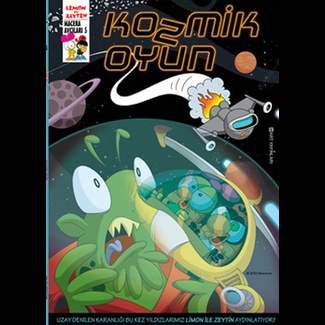 LİMON
ile
ZEYTİN
MACERA
AVCILARI 5
KOZMİK
OYUN
UZAY DENİLEN KARANLIĞI BU KEZ YILDIZLARIMIZ LİMON İLE ZEYTİN AYDINLATIYOR!